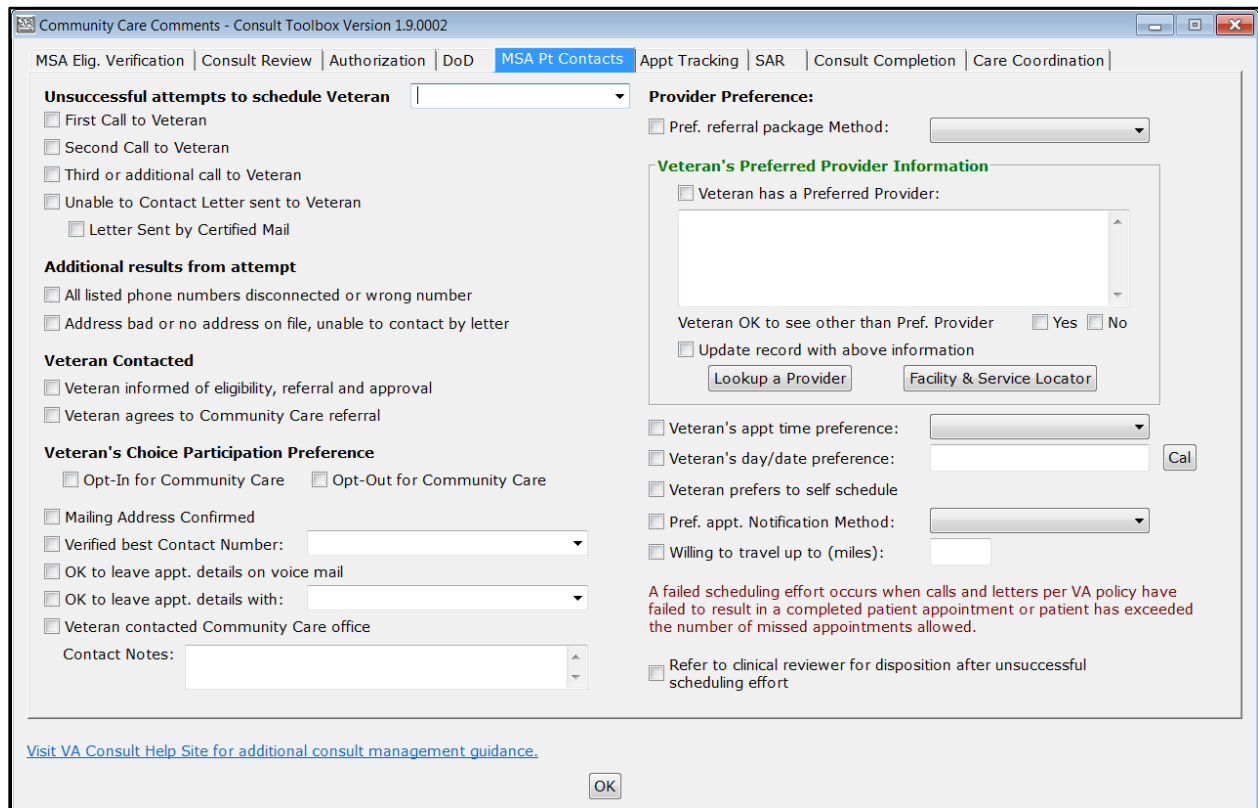 Community Care Comments - Consult Toolbox Version 1.9.0002
MSA Elig. Verification | Consult Review | Authorization | DoD | MSA Pt Contacts | Appt Tracking | SAR | Consult Completion | Care Coordination
Unsuccessful attempts to schedule Veteran
First Call to Veteran
Second Call to Veteran
Third or additional call to Veteran
Unable to Contact Letter sent to Veteran
Letter Sent by Certified Mail
Additional results from attempt
All listed phone numbers disconnected or wrong number
Address bad or no address on file, unable to contact by letter
Veteran Contacted
Veteran informed of eligibility, referral and approval
Veteran agrees to Community Care referral
Veteran's Choice Participation Preference
Opt-In for Community Care Opt-Out for Community Care
Mailing Address Confirmed
Verified best Contact Number:
OK to leave appt. details on voice mail
OK to leave appt. details with:
Veteran contacted Community Care office
Contact Notes:
Provider Preference:
Pref. referral package Method:
Veteran's Preferred Provider Information
Veteran has a Preferred Provider:
Veteran OK to see other than Pref. Provider Yes No
Update record with above information
Lookup a Provider Facility & Service Locator
Veteran's appt time preference:
Veteran's day/date preference: Cal
Veteran prefers to self schedule
Pref. appt. Notification Method:
Willing to travel up to (miles):
A failed scheduling effort occurs when calls and letters per VA policy have
failed to result in a completed patient appointment or patient has exceeded
the number of missed appointments allowed.
Refer to clinical reviewer for disposition after unsuccessful
scheduling effort
Visit VA Consult Help Site for additional consult management guidance.
OK